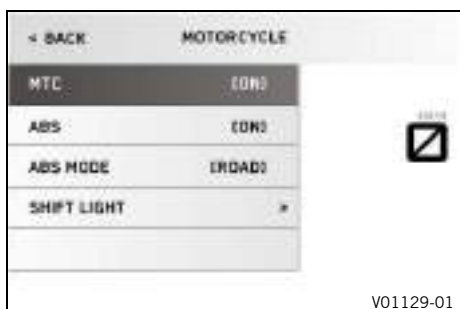 < BACK MOTORCYCLE
MTC [ON]
ABS [ON]
ABS MODE [ROAD]
SHIFT LIGHT »
V01129-01